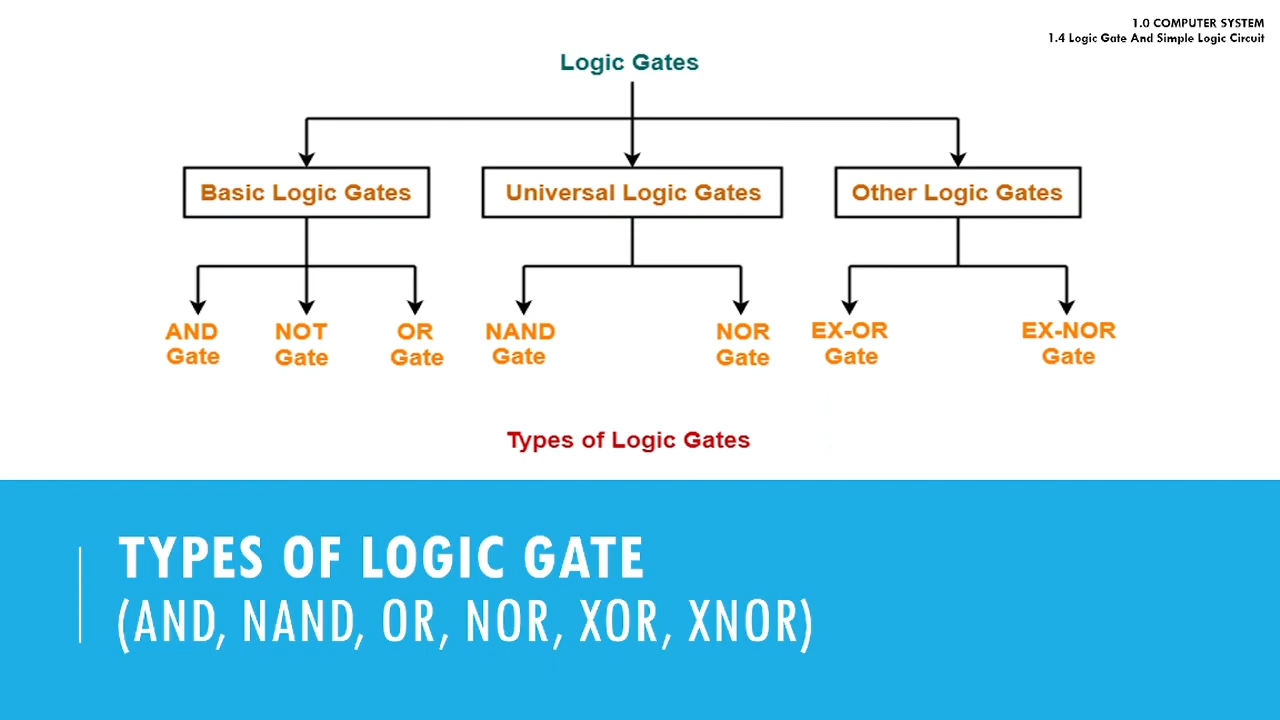 1.0 COMPUTER SYSTEM
1.4 Logic Gate And Simple Logic Circuit
Logic Gates
Basic Logic Gates
Universal Logic Gates
Other Logic Gates
AND
Gate
NOT
Gate
OR
Gate
NAND
Gate
NOR
Gate
EX-OR
Gate
EX-NOR
Gate
Types of Logic Gates
TYPES OF LOGIC GATE
(AND, NAND, OR, NOR, XOR, XNOR)